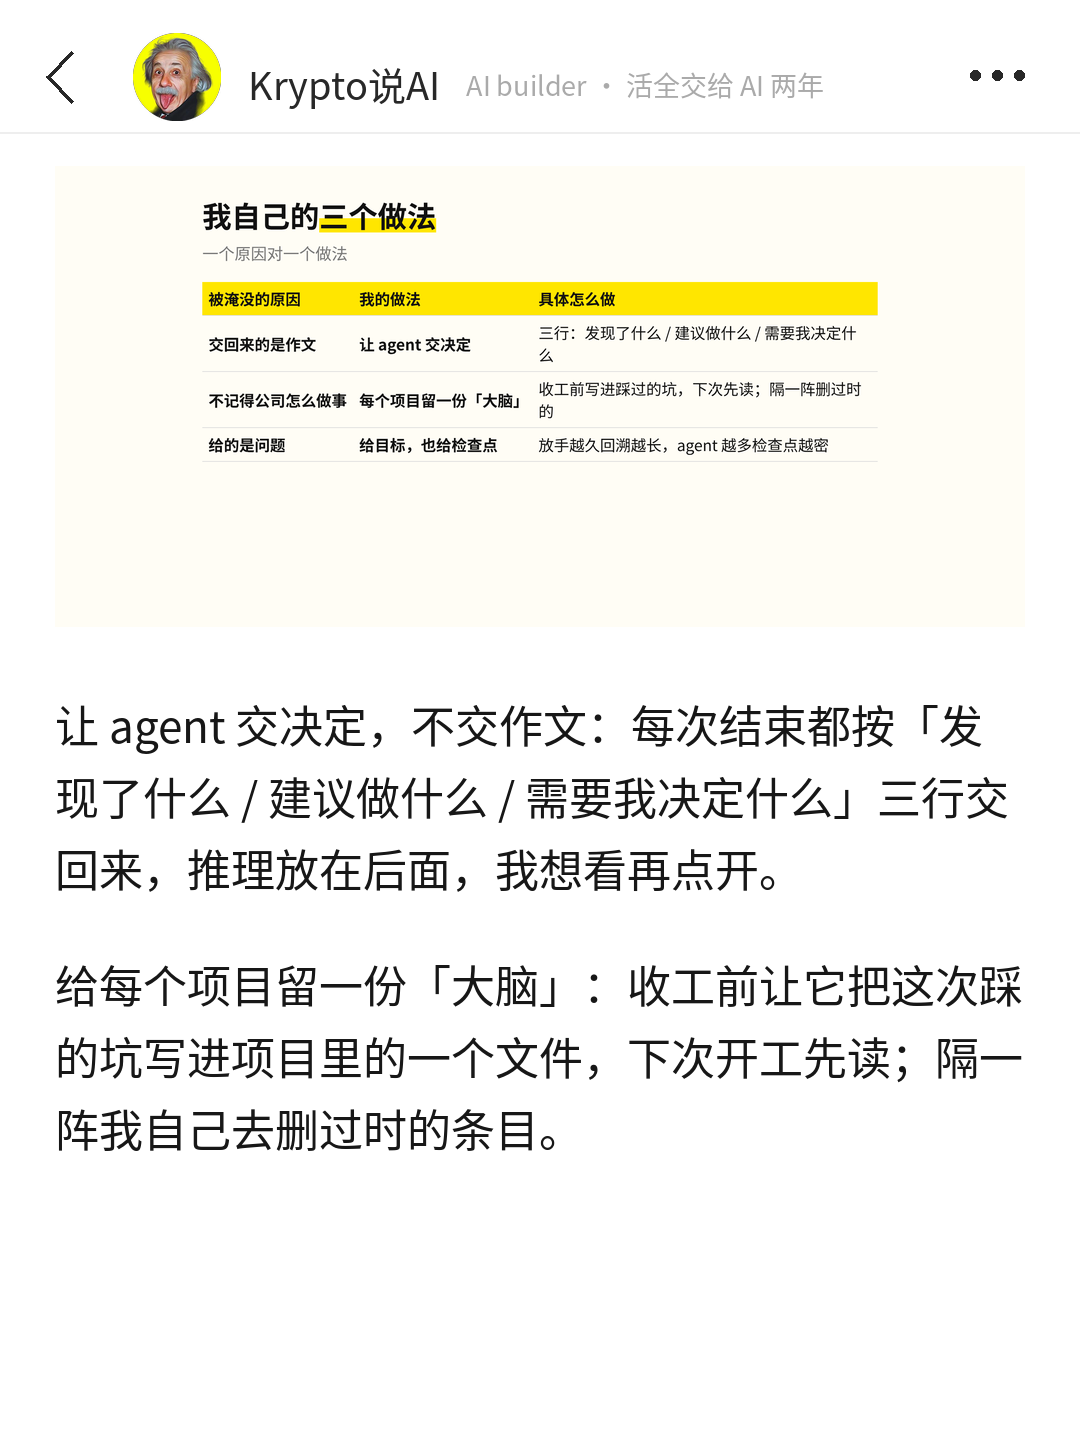 Krypto说AI AI builder · 活全交给 AI 两年
我自己的三个做法
一个原因对一个做法
被淹没的原因 我的做法 具体怎么做
交回来的是作文 让 agent 交决定 三行：发现了什么 / 建议做什么 / 需要我决定什
么
不记得公司怎么做事 每个项目留一份「大脑」 收工前写进踩过的坑，下次先读；隔一阵删过时
的
给的是问题 给目标，也给检查点 放手越久回溯越长，agent 越多检查点越密
让 agent 交决定，不交作文：每次结束都按「发
现了什么 / 建议做什么 / 需要我决定什么」三行交
回来，推理放在后面，我想看再点开。
给每个项目留一份「大脑」：收工前让它把这次踩
的坑写进项目里的一个文件，下次开工先读；隔一
阵我自己去删过时的条目。